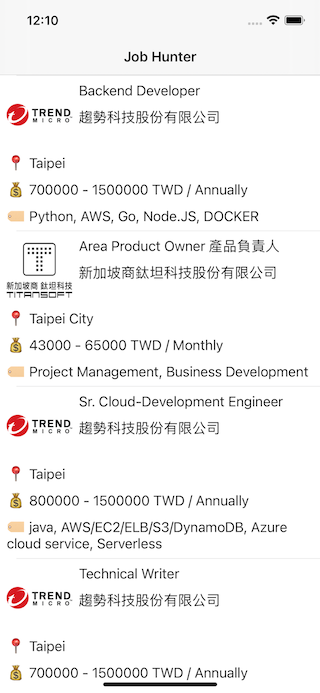 12:10
Job Hunter
Backend Developer
TREND
MICRO
趨勢科技股份有限公司
Taipei
700000 - 1500000 TWD / Annually
Python, AWS, Go, Node.JS, DOCKER
Area Product Owner 產品負責人
新加坡商鈦坦科技股份有限公司
新加坡商 鈦坦科技
TITANSOFT
Taipei City
43000 - 65000 TWD / Monthly
Project Management, Business Development
Sr. Cloud-Development Engineer
TREND
MICRO
趨勢科技股份有限公司
Taipei
800000 - 1500000 TWD / Annually
java, AWS/EC2/ELB/S3/DynamoDB, Azure
cloud service, Serverless
Technical Writer
TREND
MICRO
趨勢科技股份有限公司
Taipei
700000 - 1500000 TWD / Annually